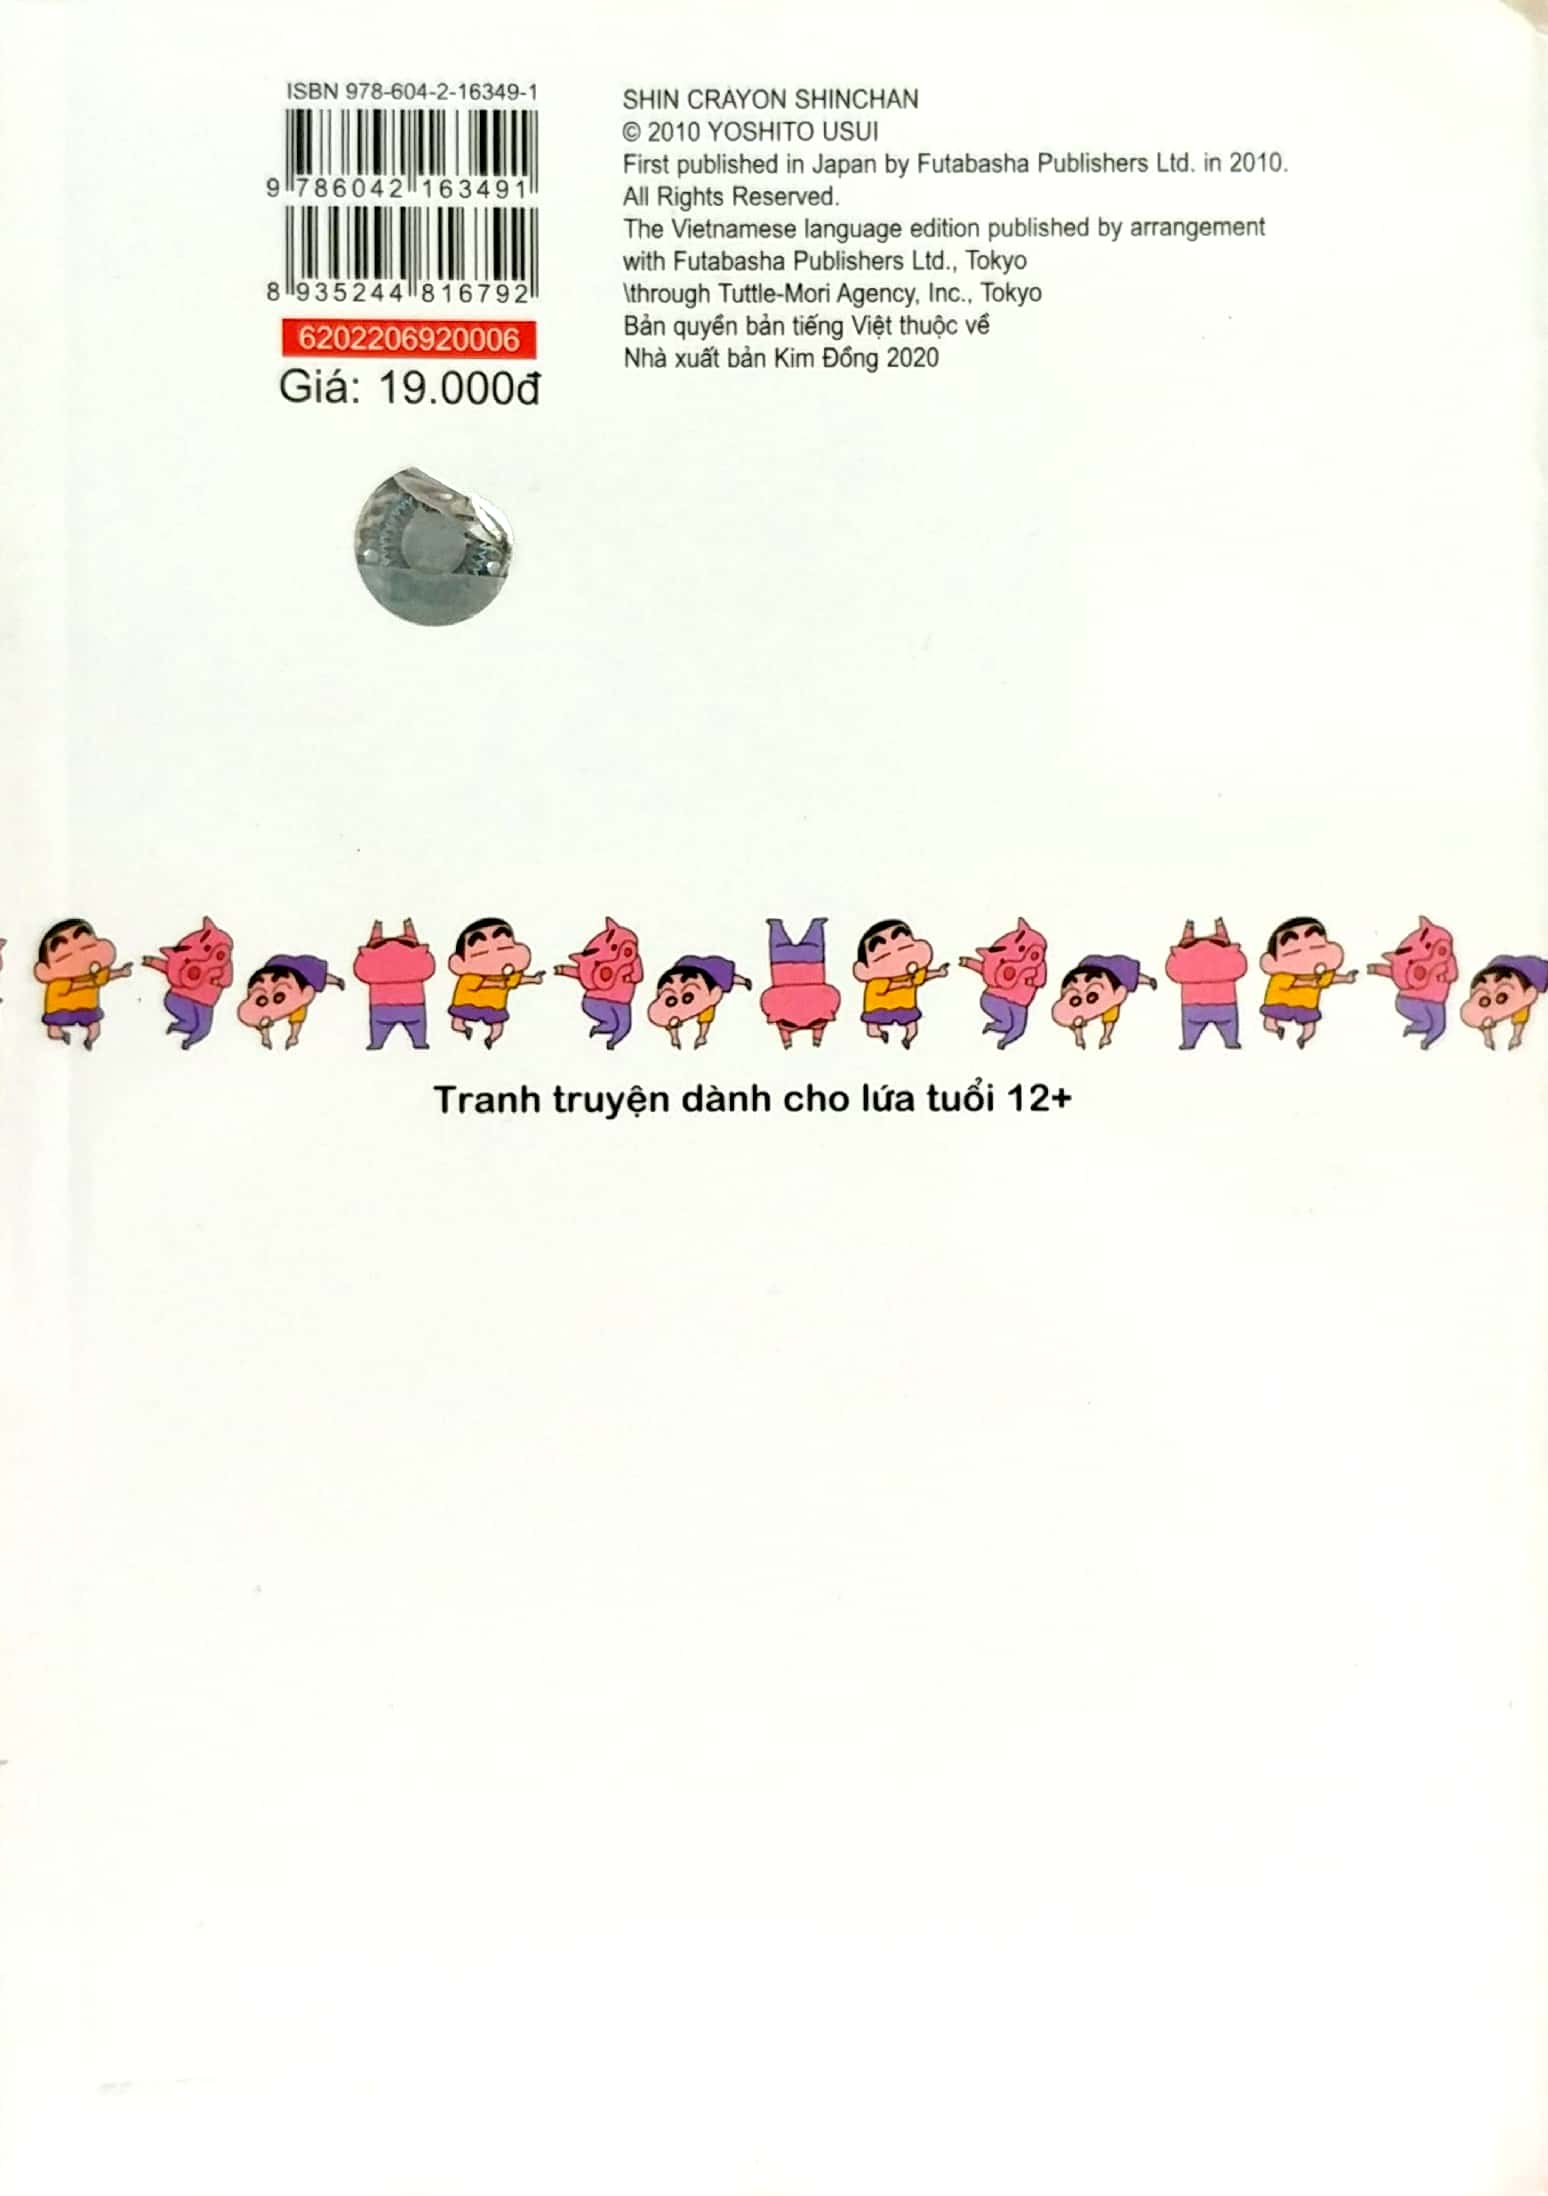 ISBN 978-604-2-16349-1
9 786042 163491
8 935244 816792
6202206920006
Giá: 19.000đ
SHIN CRAYON SHINCHAN
© 2010 YOSHITO USUI
First published in Japan by Futabasha Publishers Ltd. in 2010.
All Rights Reserved.
The Vietnamese language edition published by arrangement
with Futabasha Publishers Ltd., Tokyo
\through Tuttle-Mori Agency, Inc., Tokyo
Bản quyền bản tiếng Việt thuộc về
Nhà xuất bản Kim Đồng 2020
Tranh truyện dành cho lứa tuổi 12+